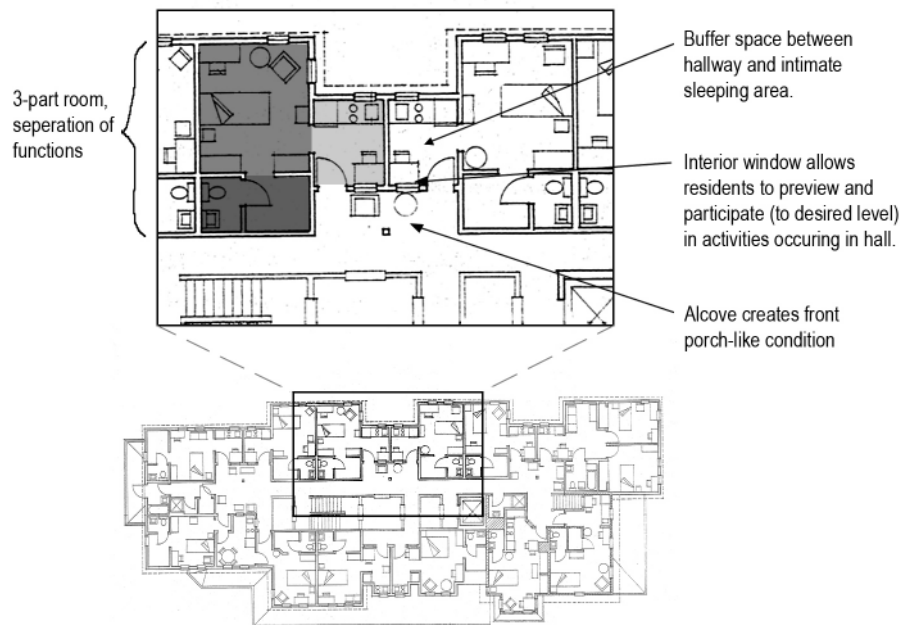 3-part room,
seperation of
functions
Buffer space between
hallway and intimate
sleeping area.
Interior window allows
residents to preview and
participate (to desired level)
in activities occuring in hall.
Alcove creates front
porch-like condition